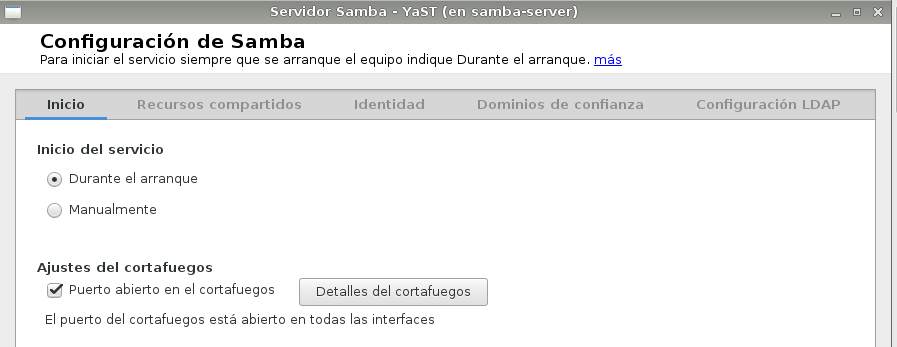 Servidor Samba - YaST (en samba-server)
Configuración de Samba
Para iniciar el servicio siempre que se arranque el equipo indique Durante el arranque. más
Inicio Recursos compartidos Identidad Dominios de confianza Configuración LDAP
Inicio del servicio
Durante el arranque
Manualmente
Ajustes del cortafuegos
Puerto abierto en el cortafuegos Detalles del cortafuegos
El puerto del cortafuegos está abierto en todas las interfaces